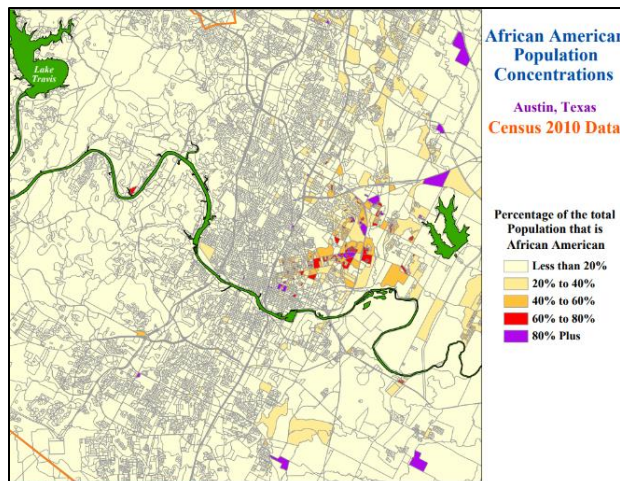 African American
Population
Concentrations
Austin, Texas
Census 2010 Data
Lake
Travis
Percentage of the total
Population that is
African American
Less than 20%
20% to 40%
40% to 60%
60% to 80%
80% Plus